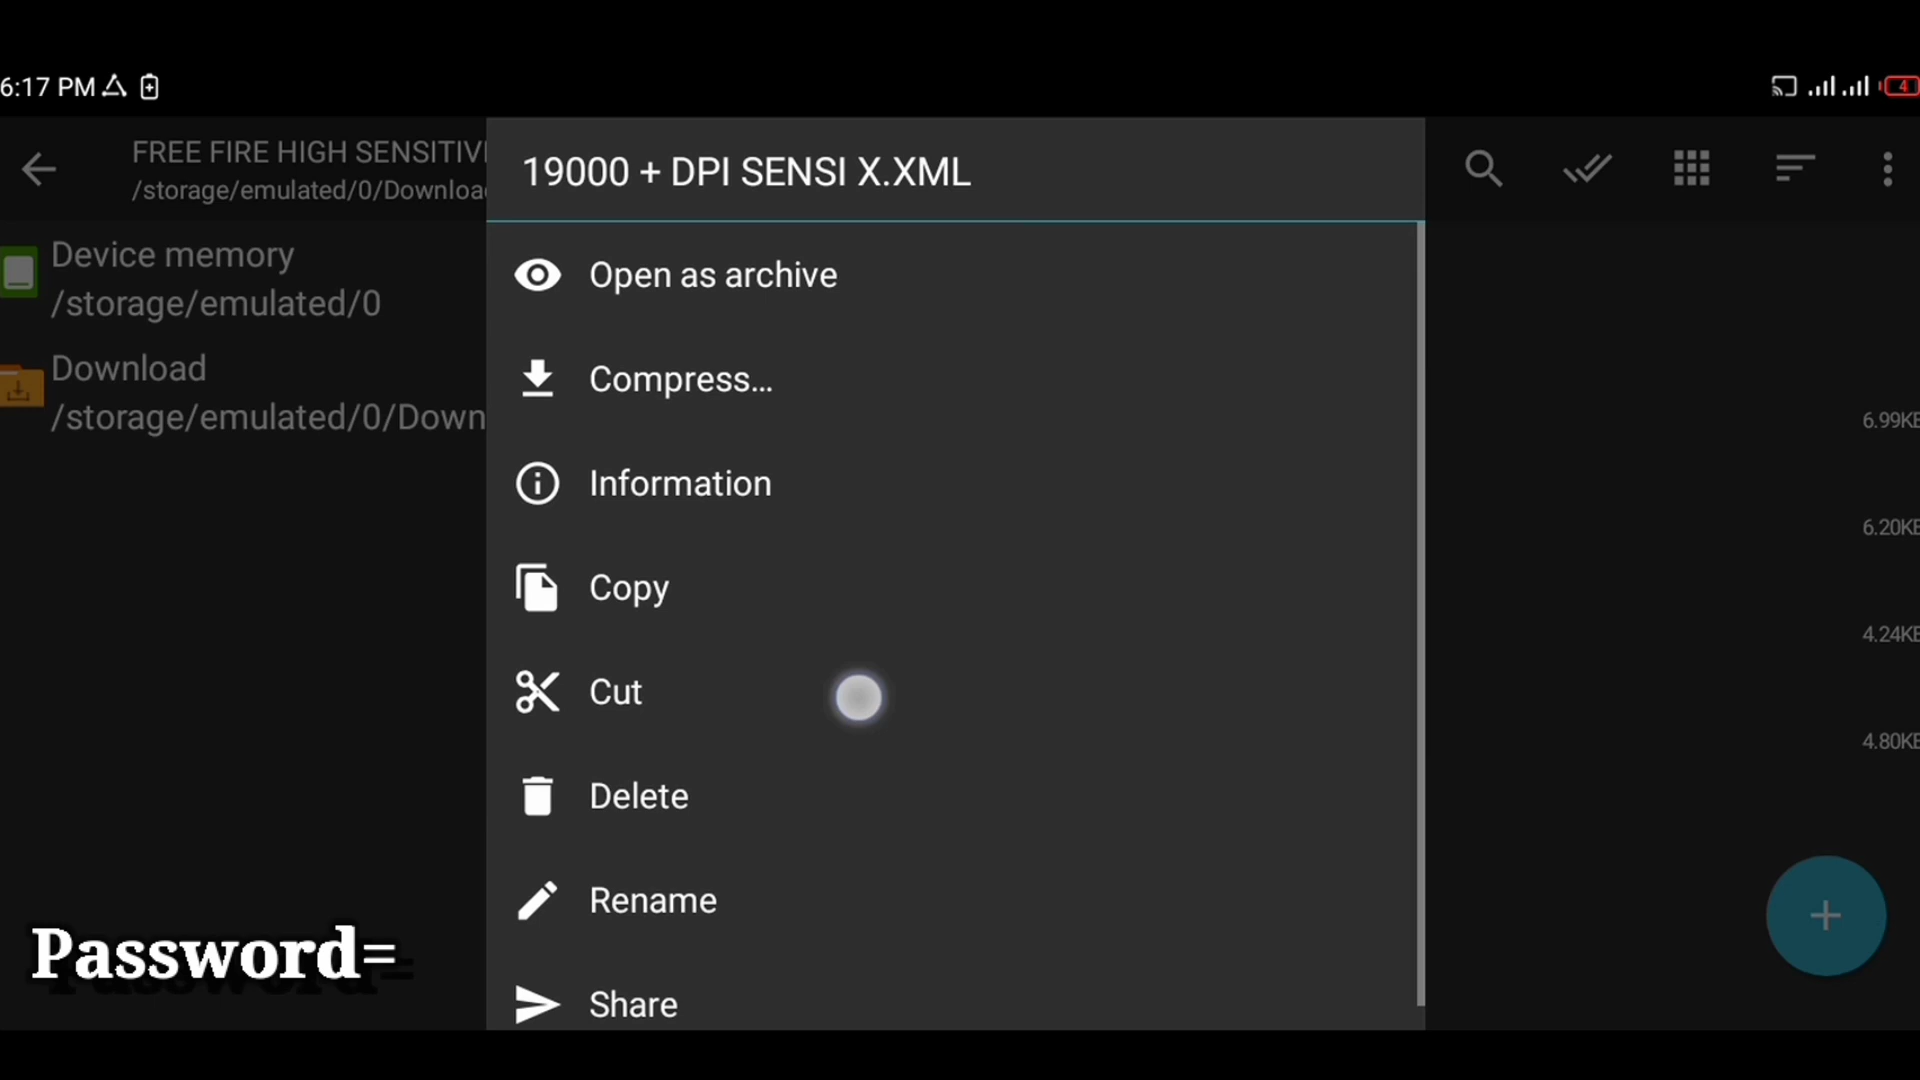 6:17 PM
4
FREE FIRE HIGH SENSITIV
/storage/emulated/0/Downloa
Device memory
/storage/emulated/0
Download
/storage/emulated/0/Down
19000 + DPI SENSI X.XML
Open as archive
Compress...
Information
Copy
Cut
Delete
Rename
Share
6.99KB
6.20KB
4.24KB
4.80KB
Password=